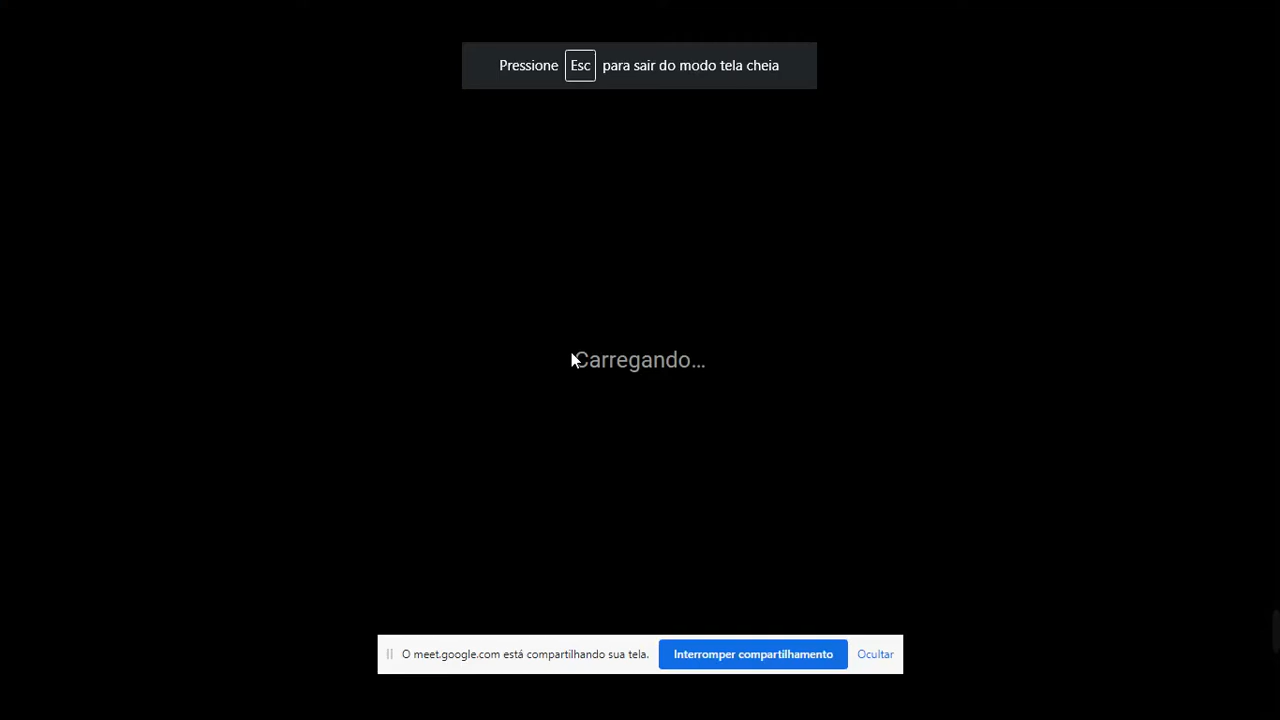 Pressione Esc para sair do modo tela cheia
Carregando...
O meet.google.com está compartilhando sua tela. Interromper compartilhamento Ocultar